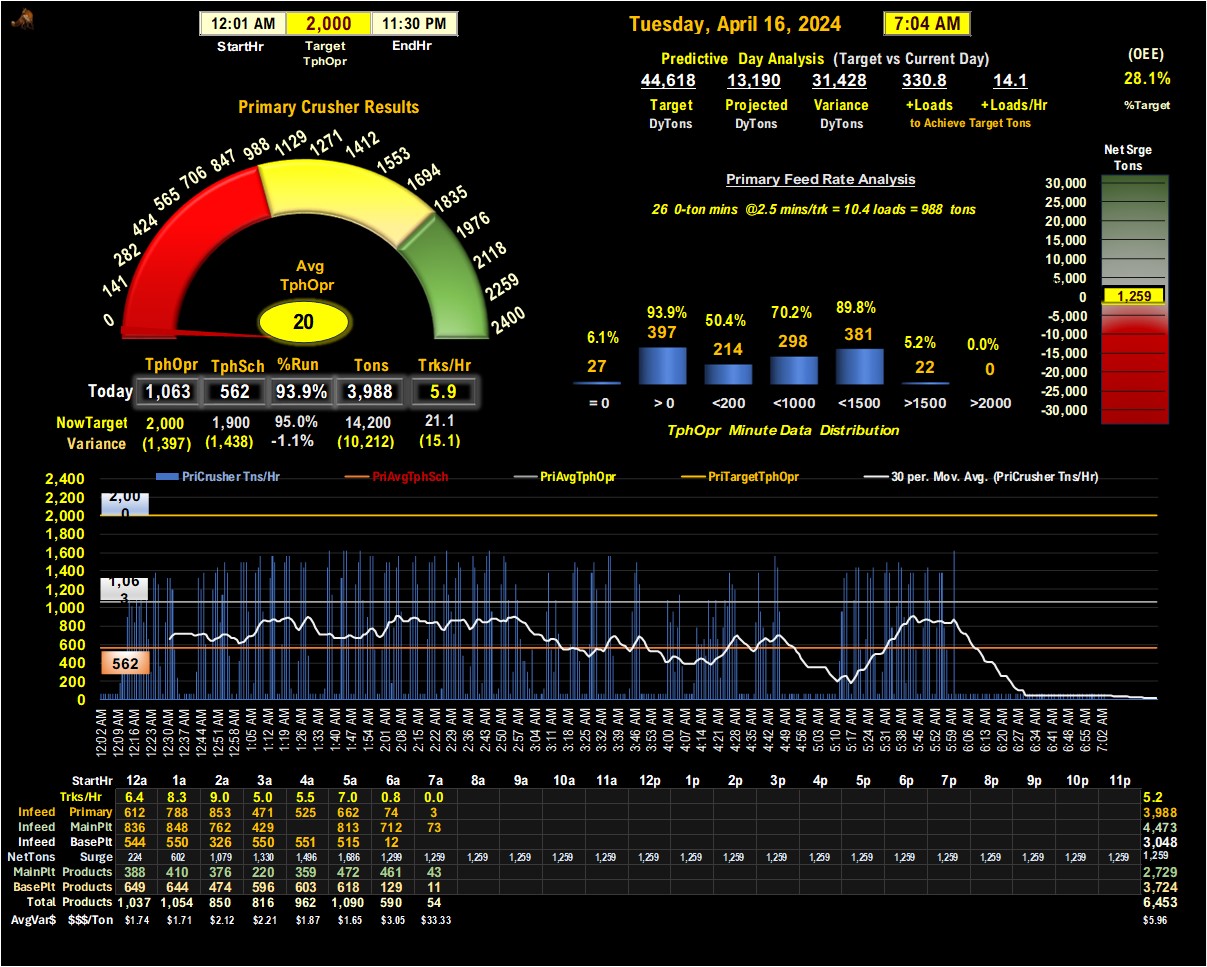 12:01 AM 2,000 11:30 PM
StartHr Target TphOpr EndHr
Tuesday, April 16, 2024 7:04 AM
Predictive Day Analysis (Target vs Current Day)
44,618 13,190 31,428 330.8 14.1
Target Projected Variance +Loads +Loads/Hr
DyTons DyTons DyTons to Achieve Target Tons
(OEE)
28.1%
%Target
Primary Crusher Results
0 141 282 424 565 706 847 988 1129 1271 1412 1553 1694 1835 1976 2118 2259 2400
Avg
TphOpr
20
TphOpr TphSch %Run Tons Trks/Hr
Today 1,063 562 93.9% 3,988 5.9
NowTarget 2,000 1,900 95.0% 14,200 21.1
Variance (1,397) (1,438) -1.1% (10,212) (15.1)
Primary Feed Rate Analysis
26 0-ton mins @2.5 mins/trk = 10.4 loads = 988 tons
6.1% 93.9% 50.4% 70.2% 89.8% 5.2% 0.0%
27 397 214 298 381 22 0
= 0 > 0 <200 <1000 <1500 >1500 >2000
TphOpr Minute Data Distribution
Net Srge
Tons
30,000
25,000
20,000
15,000
10,000
5,000
0 1,259
-5,000
-10,000
-15,000
-20,000
-25,000
-30,000
PriCrusher Tns/Hr PriAvgTphSch PriAvgTphOpr PriTargetTphOpr 30 per. Mov. Avg. (PriCrusher Tns/Hr)
2,400
2,200
2,000
1,800
1,600
1,400
1,200
1,000
800
600
400
200
0
2,00
0
1,06
3
562
12:02 AM 12:09 AM 12:16 AM 12:23 AM 12:30 AM 12:37 AM 12:44 AM 12:51 AM 12:58 AM 1:05 AM 1:12 AM 1:19 AM 1:26 AM 1:33 AM 1:40 AM 1:47 AM 1:54 AM 2:01 AM 2:08 AM 2:15 AM 2:22 AM 2:29 AM 2:36 AM 2:43 AM 2:50 AM 2:57 AM 3:04 AM 3:11 AM 3:18 AM 3:25 AM 3:32 AM 3:39 AM 3:46 AM 3:53 AM 4:00 AM 4:07 AM 4:14 AM 4:21 AM 4:28 AM 4:35 AM 4:42 AM 4:49 AM 4:56 AM 5:03 AM 5:10 AM 5:17 AM 5:24 AM 5:31 AM 5:38 AM 5:45 AM 5:52 AM 5:59 AM 6:06 AM 6:13 AM 6:20 AM 6:27 AM 6:34 AM 6:41 AM 6:48 AM 6:55 AM 7:02 AM
StartHr 12a 1a 2a 3a 4a 5a 6a 7a 8a 9a 10a 11a 12p 1p 2p 3p 4p 5p 6p 7p 8p 9p 10p 11p
Trks/Hr 6.4 8.3 9.0 5.0 5.5 7.0 0.8 0.0 5.2
Infeed Primary 612 788 853 471 525 662 74 3 3,988
Infeed MainPlt 836 848 762 429 813 712 73 4,473
Infeed BasePlt 544 550 326 550 551 515 12 3,048
NetTons Surge 224 602 1,079 1,330 1,496 1,686 1,299 1,259 1,259 1,259 1,259 1,259 1,259 1,259 1,259 1,259 1,259 1,259 1,259 1,259 1,259 1,259 1,259 1,259 1,259
MainPlt Products 388 410 376 220 359 472 461 43 2,729
BasePlt Products 649 644 474 596 603 618 129 11 3,724
Total Products 1,037 1,054 850 816 962 1,090 590 54 6,453
AvgVar$ $$$/Ton $1.74 $1.71 $2.12 $2.21 $1.87 $1.65 $3.05 $33.33 $5.96